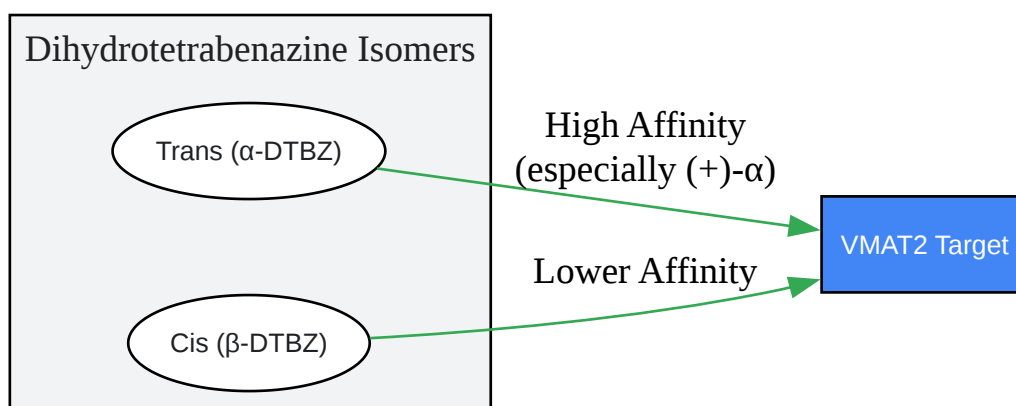 Dihydrotetrabenazine Isomers
Trans (α-DTBZ)
High Affinity
(especially (+)-α)
VMAT2 Target
Lower Affinity
Cis (β-DTBZ)